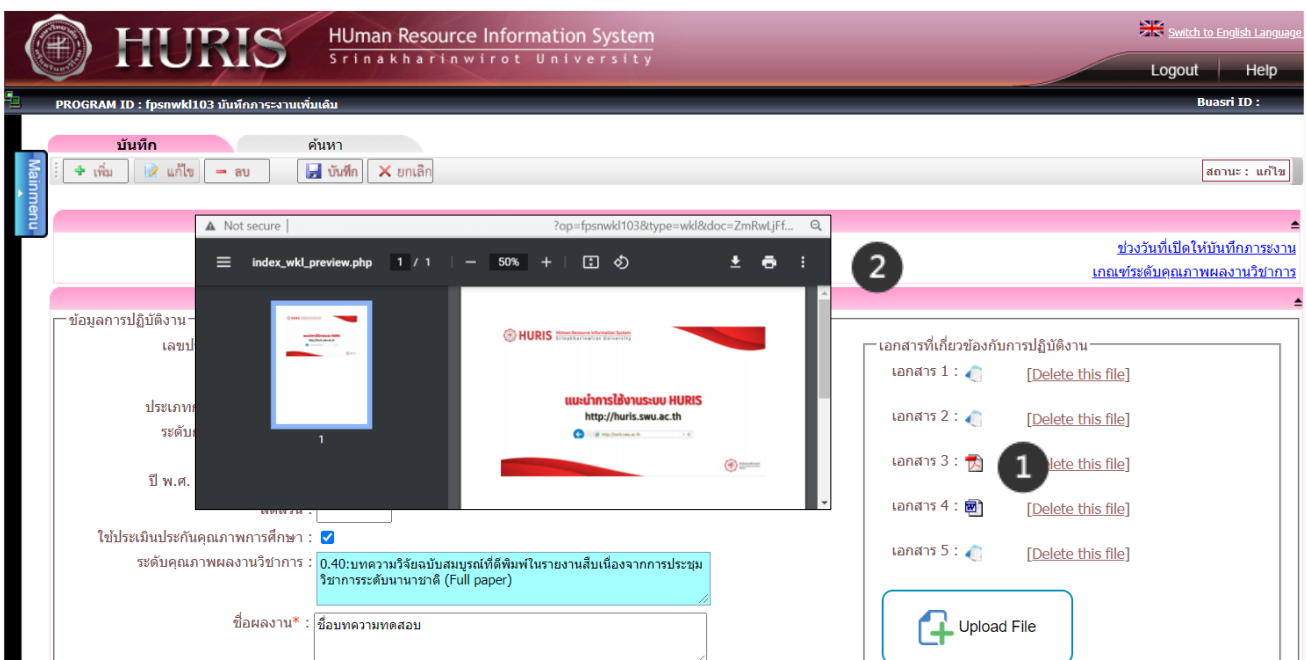 HURIS
HUman Resource Information System
Srinakharinwirot University
Switch to English Language
Logout
Help
PROGRAM ID : fpsnwkl103 บันทึกภาระงานเพิ่มเติม
Buasri ID :
Mainmenu
บันทึก
ค้นหา
เพิ่ม
แก้ไข
ลบ
บันทึก
ยกเลิก
สถานะ : แก้ไข
Not secure
?op=fpsnwkl103&type=wkl&doc=ZmRwLjFf...
index_wkl_preview.php
1 / 1
50%
2
ช่วงวันที่เปิดให้บันทึกภาระงาน
เกณฑ์ระดับคุณภาพผลงานวิชาการ
1
HURIS HUman Resource Information System
Srinakharinwirot University
แนะนำการใช้งานระบบ HURIS
http://huris.swu.ac.th
ข้อมูลการปฏิบัติงาน
เลขป
ประเภท
ระดับ
ปี พ.ศ.
ใช้ประเมินประกันคุณภาพการศึกษา :
ระดับคุณภาพผลงานวิชาการ :
0.40:บทความวิจัยฉบับสมบูรณ์ที่ตีพิมพ์ในรายงานสืบเนื่องจากการประชุม
วิชาการระดับนานาชาติ (Full paper)
ชื่อผลงาน* :
ชื่อบทความทดสอบ
เอกสารที่เกี่ยวข้องกับการปฏิบัติงาน
เอกสาร 1 : [Delete this file]
เอกสาร 2 : [Delete this file]
เอกสาร 3 : 1 lete this file]
เอกสาร 4 : [Delete this file]
เอกสาร 5 : [Delete this file]
Upload File